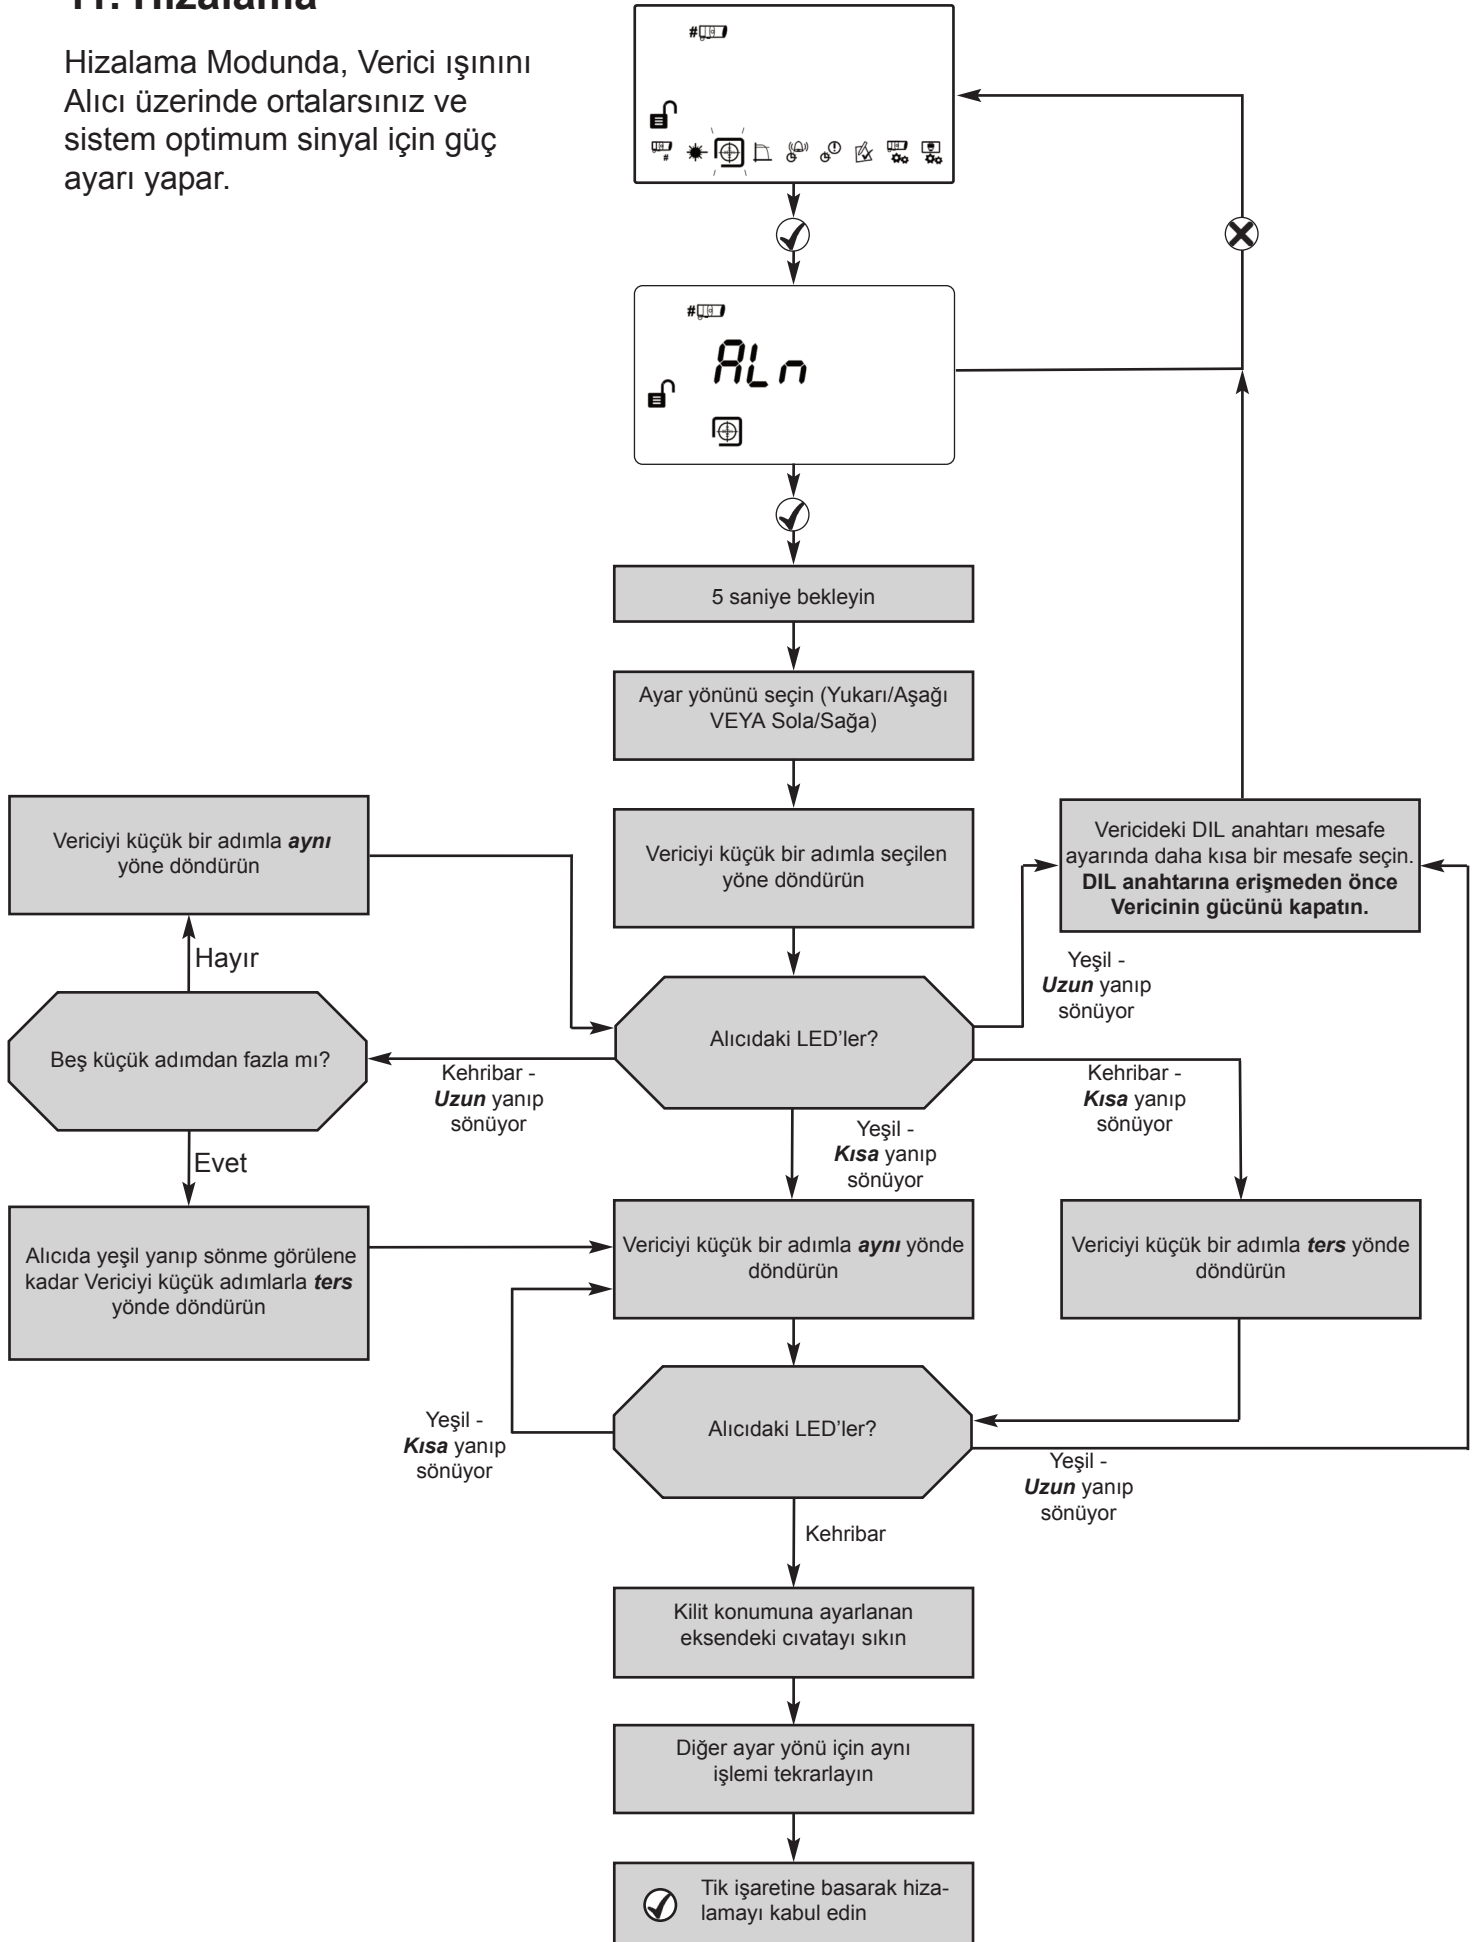 11. Hizalama
Hizalama Modunda, Verici ışınını
Alıcı üzerinde ortalarsınız ve
sistem optimum sinyal için güç
ayarı yapar.
#
#
#
ALn
5 saniye bekleyin
Ayar yönünü seçin (Yukarı/Aşağı
VEYA Sola/Sağa)
Vericiyi küçük bir adımla aynı
yöne döndürün
Vericiyi küçük bir adımla seçilen
yöne döndürün
Vericideki DIL anahtarı mesafe
ayarında daha kısa bir mesafe seçin.
DIL anahtarına erişmeden önce
Vericinin gücünü kapatın.
Hayır
Yeşil -
Uzun yanıp
sönüyor
Beş küçük adımdan fazla mı?
Alıcıdaki LED’ler?
Kehribar -
Uzun yanıp
sönüyor
Kehribar -
Kısa yanıp
sönüyor
Yeşil -
Kısa yanıp
sönüyor
Evet
Alıcıda yeşil yanıp sönme görülene
kadar Vericiyi küçük adımlarla ters
yönde döndürün
Vericiyi küçük bir adımla aynı yönde
döndürün
Vericiyi küçük bir adımla ters yönde
döndürün
Yeşil -
Kısa yanıp
sönüyor
Alıcıdaki LED’ler?
Yeşil -
Uzun yanıp
sönüyor
Kehribar
Kilit konumuna ayarlanan
eksendeki cıvatayı sıkın
Diğer ayar yönü için aynı
işlemi tekrarlayın
Tik işaretine basarak hiza-
lamayı kabul edin